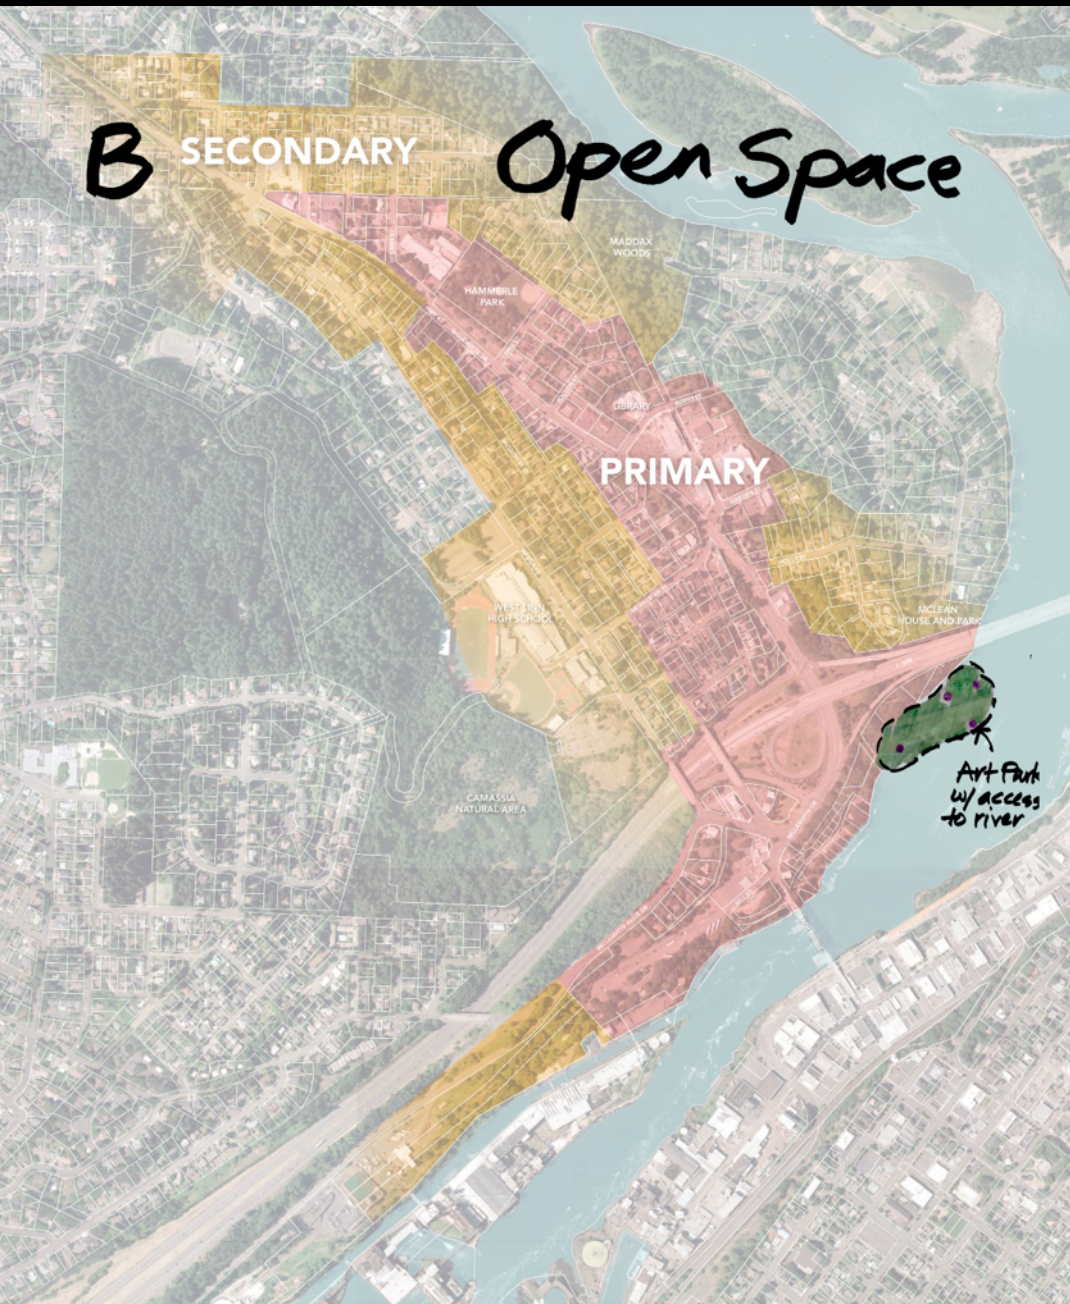 B SECONDARY Open Space
MADDAX
WOODS
HAMMERLE
PARK
LIBRARY
PRIMARY
WEST LINN
HIGH SCHOOL
MCLEAN
HOUSE AND PARK
Art Park
w/ access
to river
CAMASSIA
NATURAL AREA